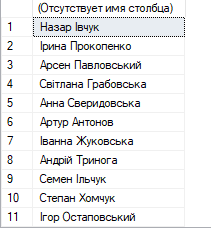 (Отсутствует имя столбца)
1 Назар Івчук
2 Ірина Прокопенко
3 Арсен Павловський
4 Світлана Грабовська
5 Анна Сверидовська
6 Артур Антонов
7 Іванна Жуковська
8 Андрій Тринога
9 Семен Ільчук
10 Степан Хомчук
11 Ігор Остаповський